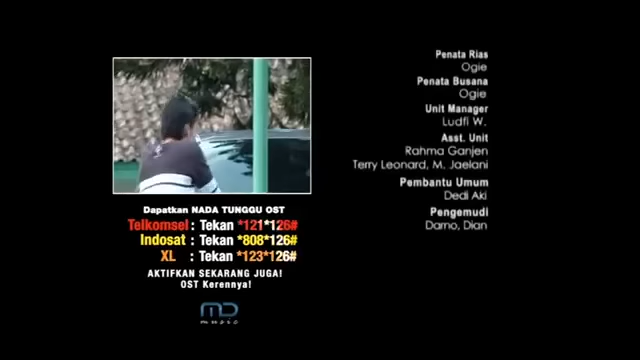 Dapatkan NADA TUNGGU OST
Telkomsel : Tekan *121*126#
Indosat : Tekan *808*126#
XL : Tekan *123*126#
AKTIFKAN SEKARANG JUGA!
OST Kerennya!
MD
music
Penata Rias
Ogie
Penata Busana
Ogie
Unit Manager
Ludfi W.
Asst. Unit
Rahma Ganjen
Terry Leonard, M. Jaelani
Pembantu Umum
Dedi Aki
Pengemudi
Darno, Dian